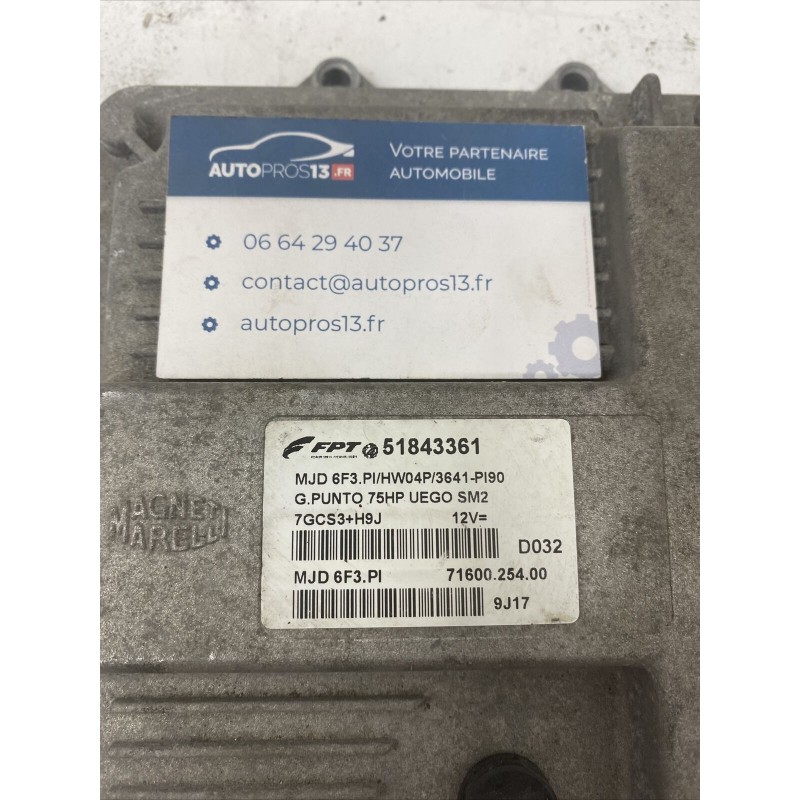 AUTOPROS13.FR
VOTRE PARTENAIRE
AUTOMOBILE
06 64 29 40 37
contact@autopros13.fr
autopros13.fr
FPT 51843361
MJD 6F3.PI/HW04P/3641-PI90
G.PUNTO 75HP UEGO SM2
7GCS3+H9J 12V=
D032
MJD 6F3.PI 71600.254.00
9J17
MAGNETI
MARELLI